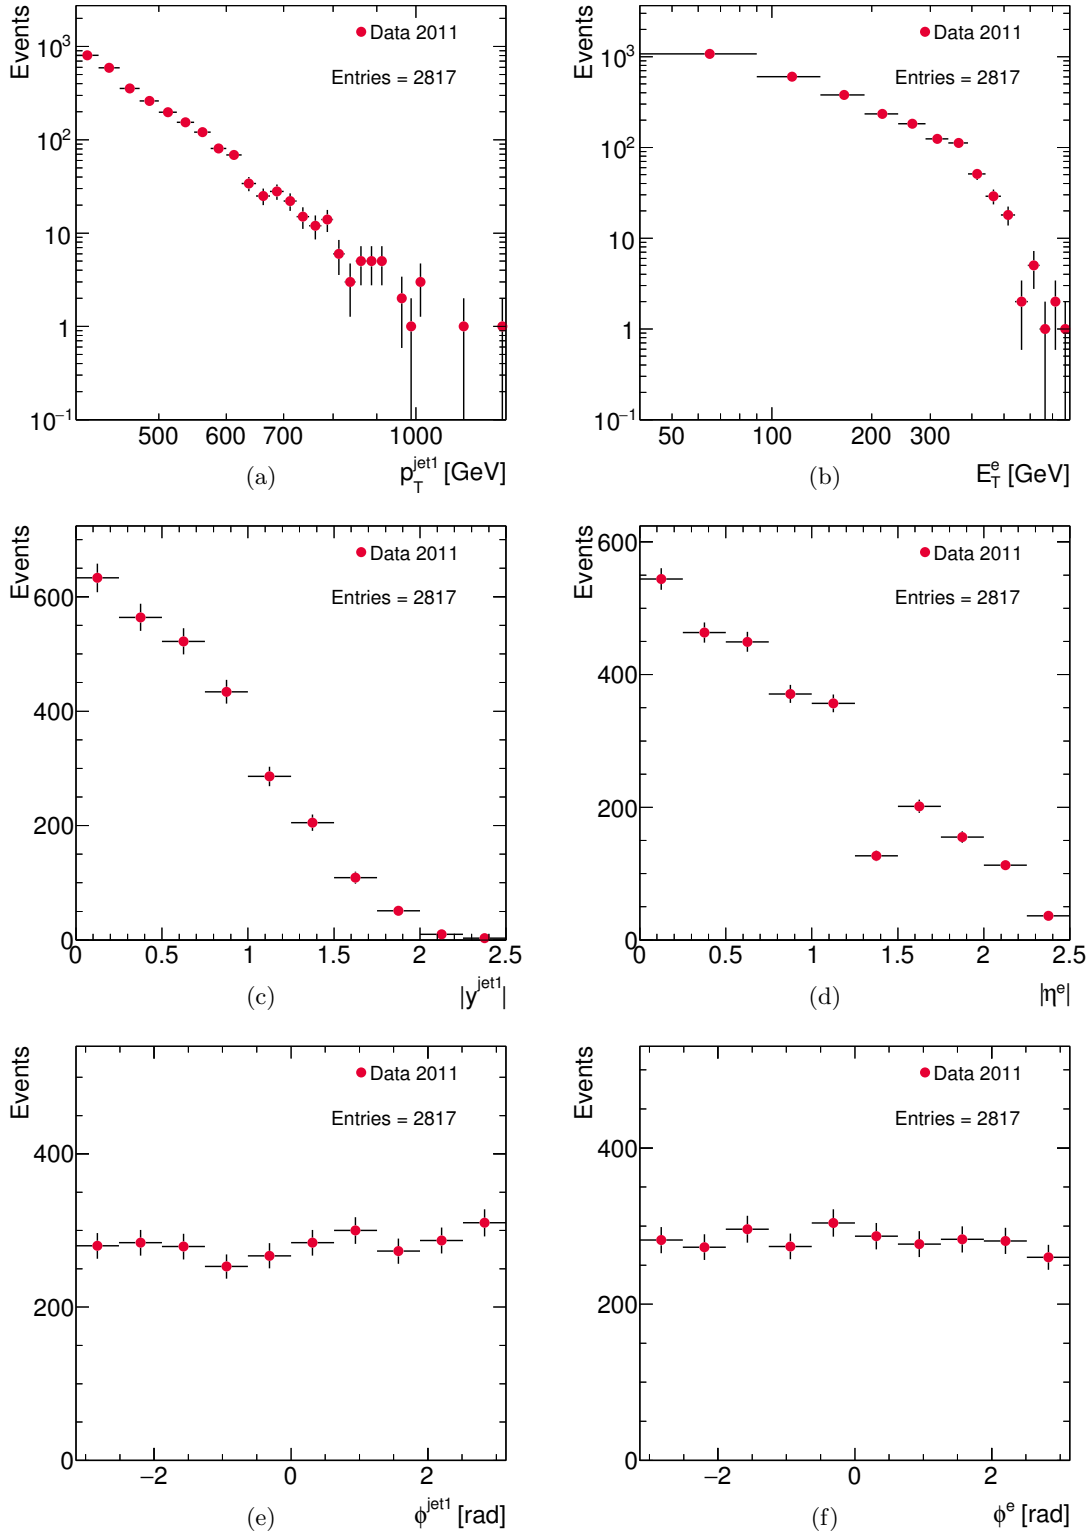 Events
Data 2011
Entries = 2817
10³
10²
10
1
10⁻¹
500 600 700 1000
p_T^jet1 [GeV]
(a)
Events
Data 2011
Entries = 2817
10³
10²
10
1
10⁻¹
50 100 200 300
E_T^e [GeV]
(b)
Events
Data 2011
Entries = 2817
600
400
200
0
0 0.5 1 1.5 2 2.5
|y^jet1|
(c)
Events
Data 2011
Entries = 2817
600
400
200
0
0 0.5 1 1.5 2 2.5
|η^e|
(d)
Events
Data 2011
Entries = 2817
400
200
0
−2 0 2
ϕ^jet1 [rad]
(e)
Events
Data 2011
Entries = 2817
400
200
0
−2 0 2
ϕ^e [rad]
(f)